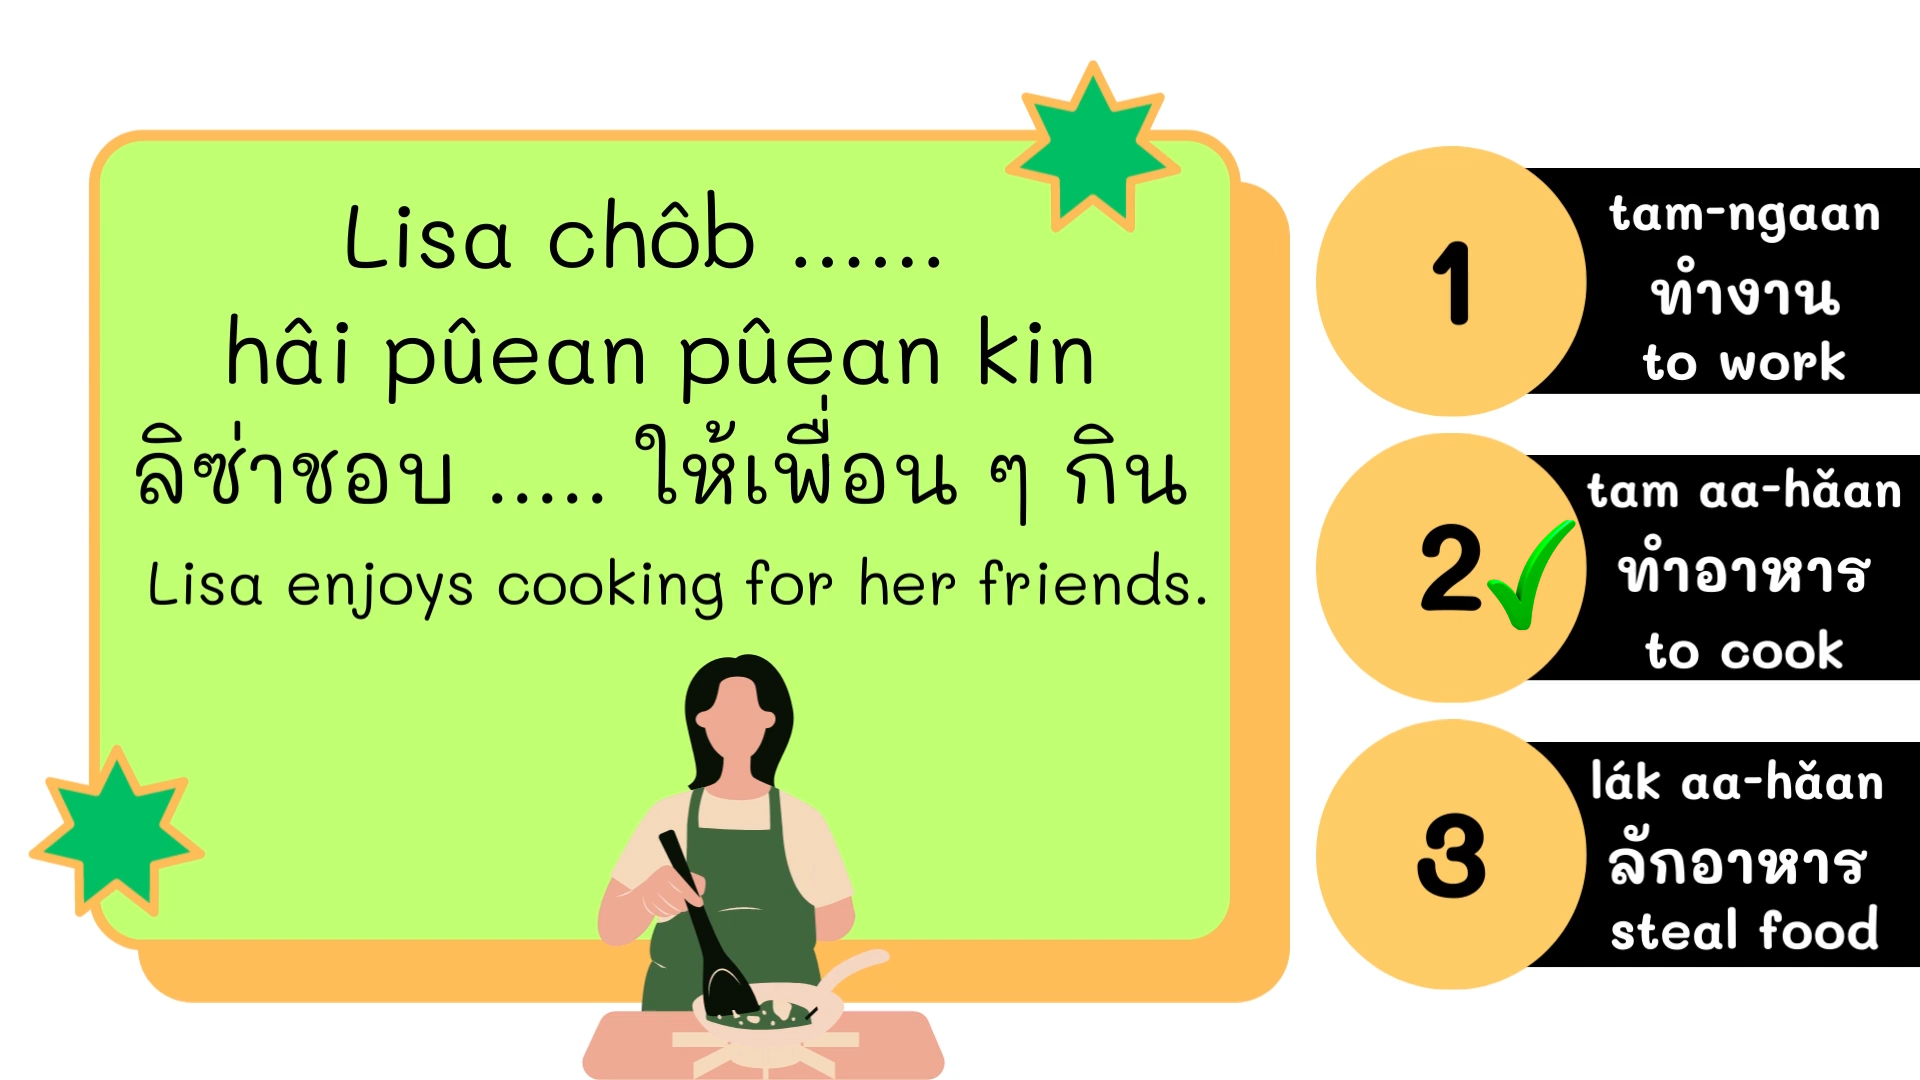 Lisa chôb ......
hâi pûean pûean kin
ลิซ่าชอบ ..... ให้เพื่อน ๆ กิน
Lisa enjoys cooking for her friends.
1
tam-ngaan
ทำงาน
to work
2
tam aa-hǎan
ทำอาหาร
to cook
3
lák aa-hǎan
ลักอาหาร
steal food